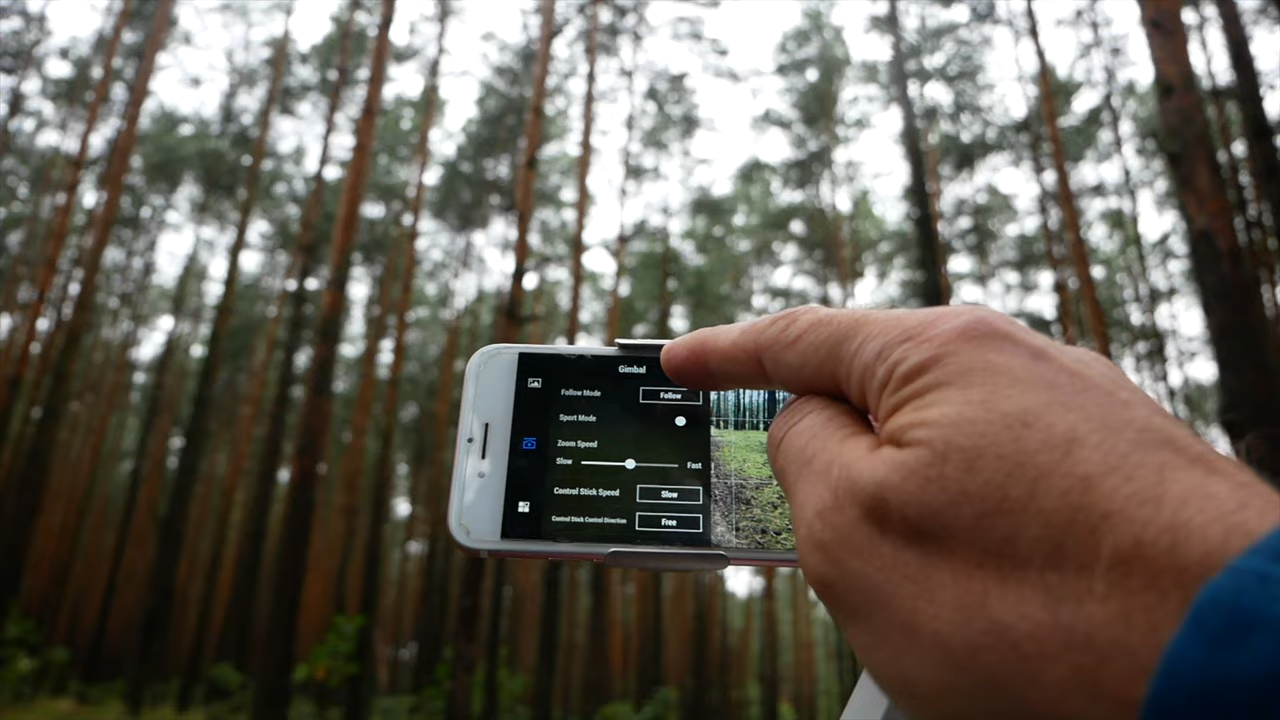 Gimbal
Follow Mode Follow
Sport Mode
Zoom Speed
Slow Fast
Control Stick Speed Slow
Control Stick Control Direction Free